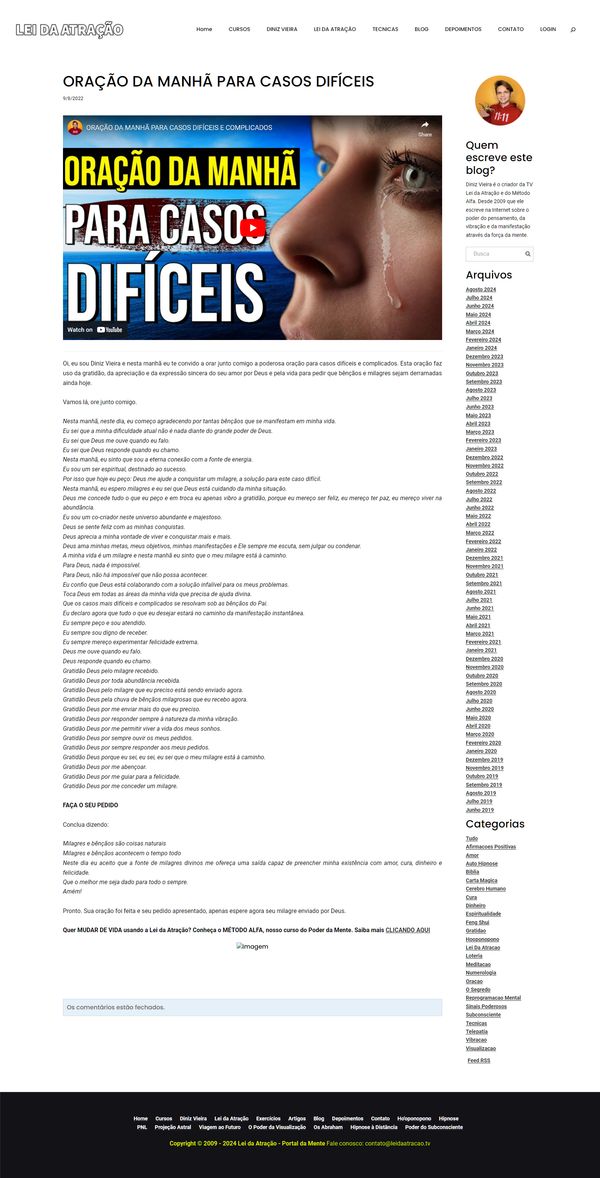 LEI DA ATRAÇÃO
Home CURSOS DINIZ VIEIRA LEI DA ATRAÇÃO TECNICAS BLOG DEPOIMENTOS CONTATO LOGIN
ORAÇÃO DA MANHÃ PARA CASOS DIFÍCEIS
9/8/2022
ORAÇÃO DA MANHÃ PARA CASOS DIFÍCEIS E COMPLICADOS
Share
ORAÇÃO DA MANHÃ
PARA CASOS
DIFÍCEIS
Watch on YouTube
Oi, eu sou Diniz Vieira e nesta manhã eu te convido a orar junto comigo a poderosa oração para casos difíceis e complicados. Esta oração faz
uso da gratidão, da apreciação e da expressão sincera do seu amor por Deus e pela vida para pedir que bênçãos e milagres sejam derramadas
ainda hoje.
Vamos lá, ore junto comigo.
Nesta manhã, neste dia, eu começo agradecendo por tantas bênçãos que se manifestam em minha vida.
Eu sei que a minha dificuldade atual não é nada diante do grande poder de Deus.
Eu sei que Deus me ouve quando eu falo.
Eu sei que Deus responde quando eu chamo.
Nesta manhã, eu sinto que sou a eterna conexão com a fonte de energia.
Eu sou um ser espiritual, destinado ao sucesso.
Por isso que hoje eu peço: Deus me ajude a conquistar um milagre, a solução para este caso difícil.
Nesta manhã, eu espero milagres e eu sei que Deus está cuidando da minha situação.
Deus me concede tudo o que eu peço e em troca eu apenas vibro a gratidão, porque eu mereço ser feliz, eu mereço ter paz, eu mereço viver na
abundância.
Eu sou um co-criador neste universo abundante e majestoso.
Deus se sente feliz com as minhas conquistas.
Deus aprecia a minha vontade de viver e conquistar mais e mais.
Deus ama minhas metas, meus objetivos, minhas manifestações e Ele sempre me escuta, sem julgar ou condenar.
A minha vida é um milagre e nesta manhã eu sinto que o meu milagre está à caminho.
Para Deus, nada é impossível.
Para Deus, não há impossível que não possa acontecer.
Eu confio que Deus está colaborando com a solução infalível para os meus problemas.
Toca Deus em todas as áreas da minha vida que precisa de ajuda divina.
Que os casos mais difíceis e complicados se resolvam sob as bênçãos do Pai.
Eu declaro agora que tudo o que eu desejar estará no caminho da manifestação instantânea.
Eu sempre peço e sou atendido.
Eu sempre sou digno de receber.
Eu sempre mereço experimentar felicidade extrema.
Deus me ouve quando eu falo.
Deus responde quando eu chamo.
Gratidão Deus pelo milagre recebido.
Gratidão Deus por toda abundância recebida.
Gratidão Deus pelo milagre que eu preciso está sendo enviado agora.
Gratidão Deus pela chuva de bênçãos milagrosas que eu recebo agora.
Gratidão Deus por me enviar mais do que eu preciso.
Gratidão Deus por responder sempre à natureza da minha vibração.
Gratidão Deus por me permitir viver a vida dos meus sonhos.
Gratidão Deus por sempre ouvir os meus pedidos.
Gratidão Deus por sempre responder aos meus pedidos.
Gratidão Deus porque eu sei, eu sei, eu sei que o meu milagre está à caminho.
Gratidão Deus por me abençoar.
Gratidão Deus por me guiar para a felicidade.
Gratidão Deus por me conceder um milagre.
FAÇA O SEU PEDIDO
Conclua dizendo:
Milagres e bênçãos são coisas naturais
Milagres e bênçãos acontecem o tempo todo
Neste dia eu aceito que a fonte de milagres divinos me ofereça uma saída capaz de preencher minha existência com amor, cura, dinheiro e
felicidade.
Que o melhor me seja dado para todo o sempre.
Amém!
Pronto. Sua oração foi feita e seu pedido apresentado, apenas espere agora seu milagre enviado por Deus.
Quer MUDAR DE VIDA usando a Lei da Atração? Conheça o MÉTODO ALFA, nosso curso do Poder da Mente. Saiba mais CLICANDO AQUI
Imagem
Os comentários estão fechados.
11:11
Quem
escreve este
blog?
Diniz Vieira é o criador da TV
Lei da Atração e do Método
Alfa. Desde 2009 que ele
escreve na Internet sobre o
poder do pensamento, da
vibração e da manifestação
através da força da mente.
Busca
Arquivos
Agosto 2024
Julho 2024
Junho 2024
Maio 2024
Abril 2024
Março 2024
Fevereiro 2024
Janeiro 2024
Dezembro 2023
Novembro 2023
Outubro 2023
Setembro 2023
Agosto 2023
Julho 2023
Junho 2023
Maio 2023
Abril 2023
Março 2023
Fevereiro 2023
Janeiro 2023
Dezembro 2022
Novembro 2022
Outubro 2022
Setembro 2022
Agosto 2022
Julho 2022
Junho 2022
Maio 2022
Abril 2022
Março 2022
Fevereiro 2022
Janeiro 2022
Dezembro 2021
Novembro 2021
Outubro 2021
Setembro 2021
Agosto 2021
Julho 2021
Junho 2021
Maio 2021
Abril 2021
Março 2021
Fevereiro 2021
Janeiro 2021
Dezembro 2020
Novembro 2020
Outubro 2020
Setembro 2020
Agosto 2020
Julho 2020
Junho 2020
Maio 2020
Abril 2020
Março 2020
Fevereiro 2020
Janeiro 2020
Dezembro 2019
Novembro 2019
Outubro 2019
Setembro 2019
Agosto 2019
Julho 2019
Junho 2019
Categorias
Tudo
Afirmacoes Positivas
Amor
Auto Hipnose
Biblia
Carta Magica
Cerebro Humano
Cura
Dinheiro
Espiritualidade
Feng Shui
Gratidao
Hooponopono
Lei Da Atracao
Loteria
Meditacao
Numerologia
Oracao
O Segredo
Reprogramacao Mental
Sinais Poderosos
Subconsciente
Tecnicas
Telepatia
Vibracao
Visualizacao
Feed RSS
Home Cursos Diniz Vieira Lei da Atração Exercícios Artigos Blog Depoimentos Contato Ho'oponopono Hipnose
PNL Projeção Astral Viagem ao Futuro O Poder da Visualização Os Abraham Hipnose à Distância Poder do Subconsciente
Copyright © 2009 - 2024 Lei da Atração - Portal da Mente Fale conosco: contato@leidaatracao.tv